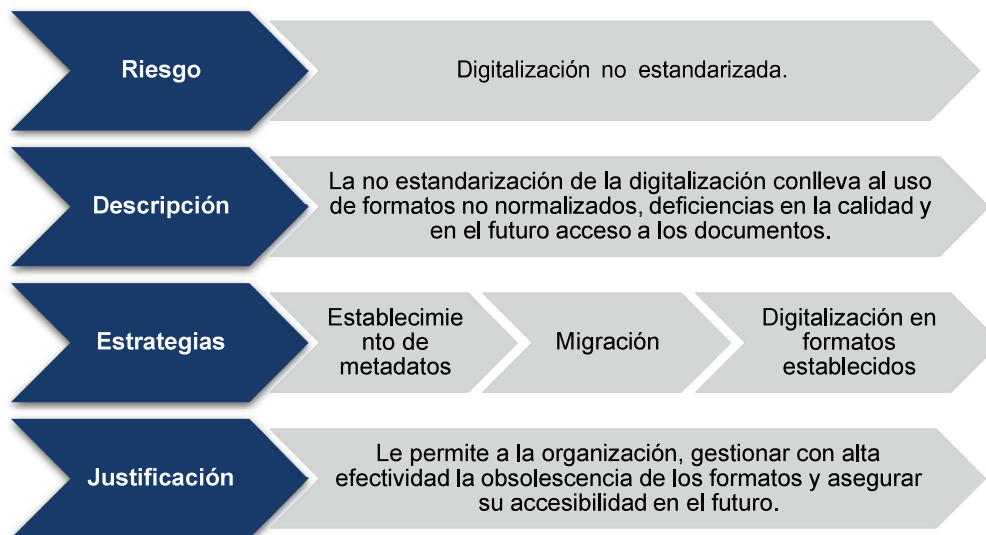 Riesgo
Digitalización no estandarizada.
Descripción
La no estandarización de la digitalización conlleva al uso
de formatos no normalizados, deficiencias en la calidad y
en el futuro acceso a los documentos.
Estrategias
Establecimie
nto de
metadatos
Migración
Digitalización en
formatos
establecidos
Justificación
Le permite a la organización, gestionar con alta
efectividad la obsolescencia de los formatos y asegurar
su accesibilidad en el futuro.